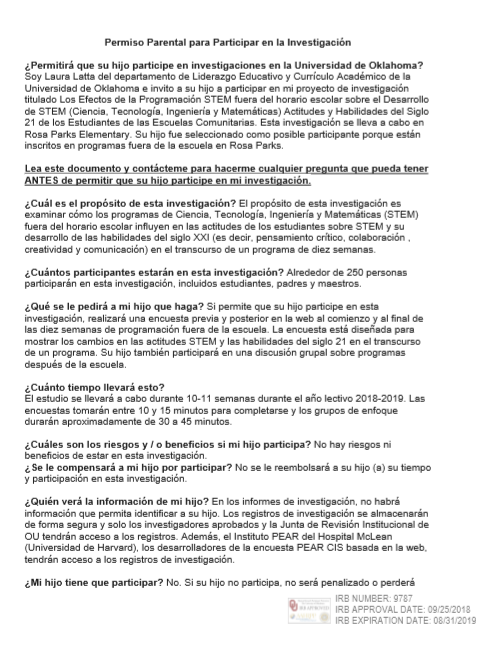 Permiso Parental para Participar en la Investigación
¿Permitirá que su hijo participe en investigaciones en la Universidad de Oklahoma?
Soy Laura Latta del departamento de Liderazgo Educativo y Currículo Académico de la
Universidad de Oklahoma e invito a su hijo a participar en mi proyecto de investigación
titulado Los Efectos de la Programación STEM fuera del horario escolar sobre el Desarrollo
de STEM (Ciencia, Tecnología, Ingeniería y Matemáticas) Actitudes y Habilidades del Siglo
21 de los Estudiantes de las Escuelas Comunitarias. Esta investigación se lleva a cabo en
Rosa Parks Elementary. Su hijo fue seleccionado como posible participante porque están
inscritos en programas fuera de la escuela en Rosa Parks.
Lea este documento y contácteme para hacerme cualquier pregunta que pueda tener
ANTES de permitir que su hijo participe en mi investigación.
¿Cuál es el propósito de esta investigación? El propósito de esta investigación es
examinar cómo los programas de Ciencia, Tecnología, Ingeniería y Matemáticas (STEM)
fuera del horario escolar influyen en las actitudes de los estudiantes sobre STEM y su
desarrollo de las habilidades del siglo XXI (es decir, pensamiento crítico, colaboración ,
creatividad y comunicación) en el transcurso de un programa de diez semanas.
¿Cuántos participantes estarán en esta investigación? Alrededor de 250 personas
participarán en esta investigación, incluidos estudiantes, padres y maestros.
¿Qué se le pedirá a mi hijo que haga? Si permite que su hijo participe en esta
investigación, realizará una encuesta previa y posterior en la web al comienzo y al final de
las diez semanas de programación fuera de la escuela. La encuesta está diseñada para
mostrar los cambios en las actitudes STEM y las habilidades del siglo 21 en el transcurso
de un programa. Su hijo también participará en una discusión grupal sobre programas
después de la escuela.
¿Cuánto tiempo llevará esto?
El estudio se llevará a cabo durante 10-11 semanas durante el año lectivo 2018-2019. Las
encuestas tomarán entre 10 y 15 minutos para completarse y los grupos de enfoque
durarán aproximadamente de 30 a 45 minutos.
¿Cuáles son los riesgos y / o beneficios si mi hijo participa? No hay riesgos ni
beneficios de estar en esta investigación.
¿Se le compensará a mi hijo por participar? No se le reembolsará a su hijo (a) su tiempo
y participación en esta investigación.
¿Quién verá la información de mi hijo? En los informes de investigación, no habrá
información que permita identificar a su hijo. Los registros de investigación se almacenarán
de forma segura y solo los investigadores aprobados y la Junta de Revisión Institucional de
OU tendrán acceso a los registros. Además, el Instituto PEAR del Hospital McLean
(Universidad de Harvard), los desarrolladores de la encuesta PEAR CIS basada en la web,
tendrán acceso a los registros de investigación.
¿Mi hijo tiene que participar? No. Si su hijo no participa, no será penalizado o perderá
IRB NUMBER: 9787
IRB APPROVAL DATE: 09/25/2018
IRB EXPIRATION DATE: 08/31/2019